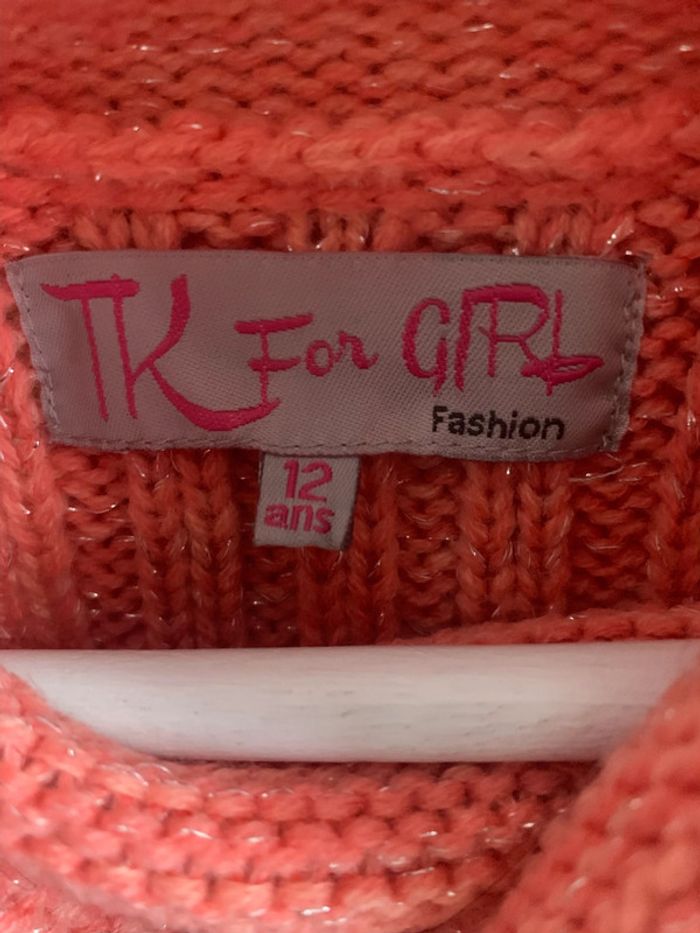 TK For GIRL
Fashion
12
ans